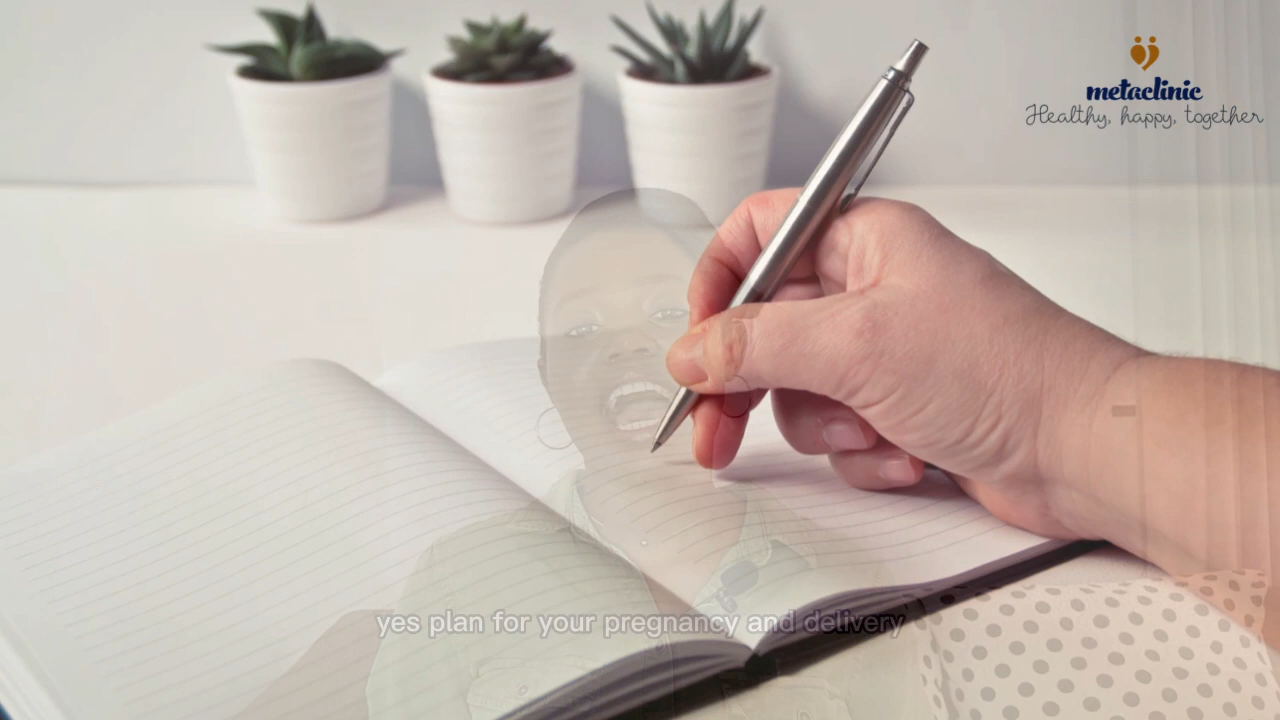 metaclinic
Healthy, happy, together
yes plan for your pregnancy and delivery